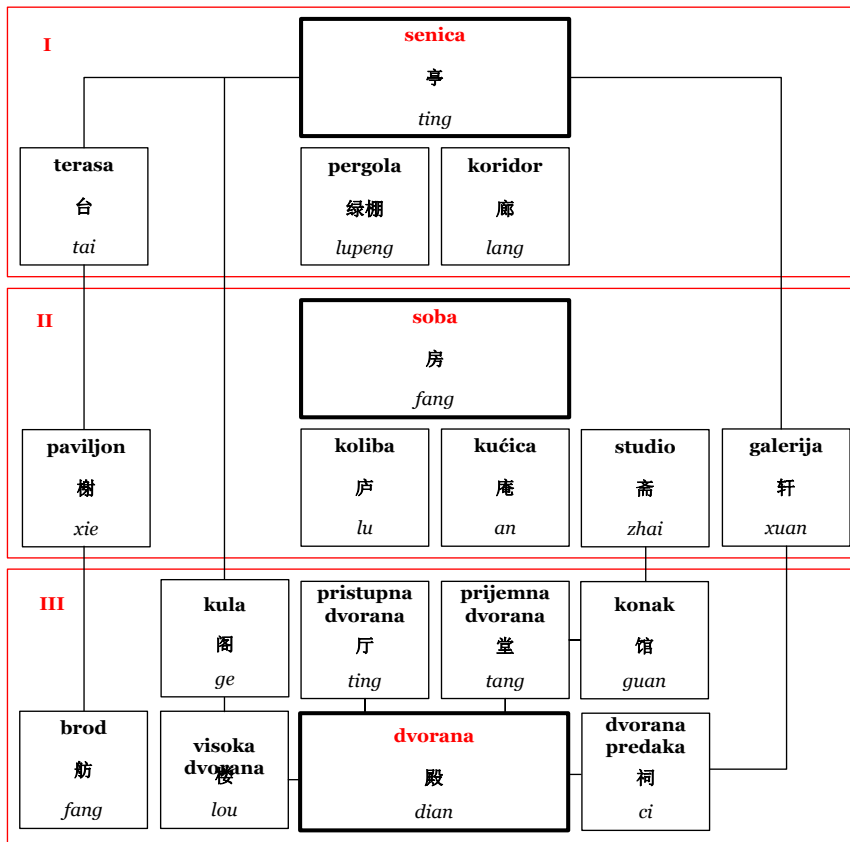 I
senica
亭
ting
terasa
台
tai
pergola
绿棚
lupeng
koridor
廊
lang
II
soba
房
fang
paviljon
榭
xie
koliba
庐
lu
kućica
庵
an
studio
斋
zhai
galerija
轩
xuan
III
kula
阁
ge
pristupna
dvorana
厅
ting
prijemna
dvorana
堂
tang
konak
馆
guan
brod
舫
fang
visoka
dvorana
楼
lou
dvorana
殿
dian
dvorana
predaka
祠
ci